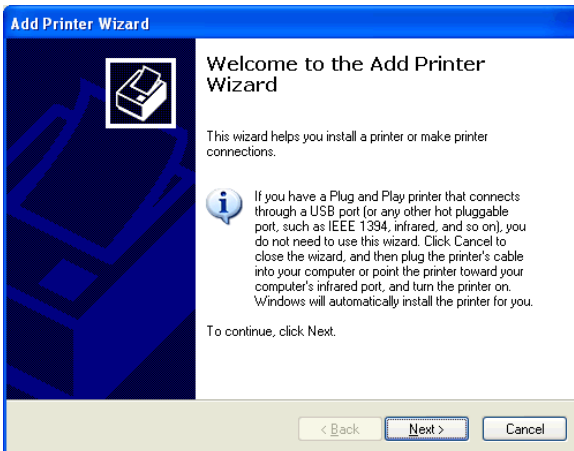 Add Printer Wizard
Welcome to the Add Printer
Wizard
This wizard helps you install a printer or make printer
connections.
If you have a Plug and Play printer that connects
through a USB port (or any other hot pluggable
port, such as IEEE 1394, infrared, and so on), you
do not need to use this wizard. Click Cancel to
close the wizard, and then plug the printer's cable
into your computer or point the printer toward your
computer's infrared port, and turn the printer on.
Windows will automatically install the printer for you.
To continue, click Next.
< Back
Next >
Cancel